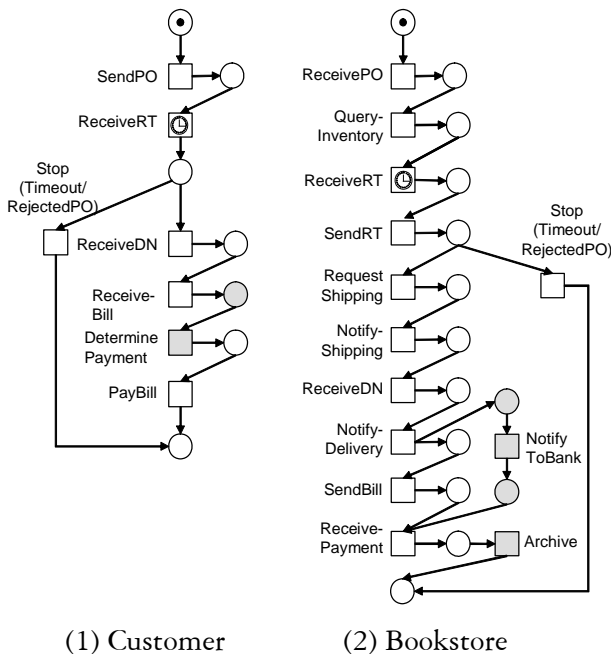 SendPO
ReceiveRT
Stop
(Timeout/
RejectedPO)
ReceiveDN
Receive-
Bill
Determine
Payment
PayBill
ReceivePO
Query-
Inventory
ReceiveRT
SendRT
Stop
(Timeout/
RejectedPO)
Request
Shipping
Notify-
Shipping
ReceiveDN
Notify-
Delivery
Notify
ToBank
SendBill
Receive-
Payment
Archive
(1) Customer
(2) Bookstore